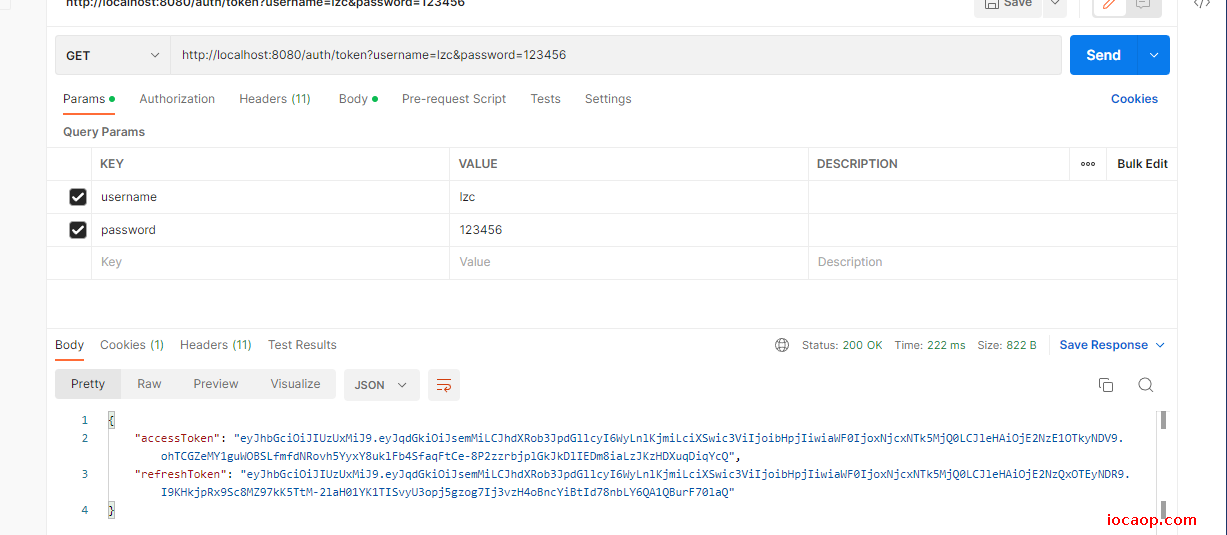 http://localhost:8080/auth/token?username=lzc&password=123456
Save
GET http://localhost:8080/auth/token?username=lzc&password=123456 Send
Params Authorization Headers (11) Body Pre-request Script Tests Settings Cookies
Query Params
KEY VALUE DESCRIPTION ooo Bulk Edit
username lzc
password 123456
Key Value Description
Body Cookies (1) Headers (11) Test Results Status: 200 OK Time: 222 ms Size: 822 B Save Response
Pretty Raw Preview Visualize JSON
1 {
2 "accessToken": "eyJhbGciOiJIUzUxMiJ9.eyJqdGkiOiJsemMiLCJhdXRob3JpdGllcyI6WyLnlKjmiLciXSwic3ViIjoibHpjIiwiaWF0IjoxNjcxNTk5MjQ0LCJleHAiOjE2NzE1OTkyNDV9.
ohTCGZeMY1guWOBSLfmfdNRovh5YyxY8uklFb4SfaqFtCe-8P2zzrbjplGkJkDlIEDm8iaLzJKzHDXuqDiqYcQ",
3 "refreshToken": "eyJhbGciOiJIUzUxMiJ9.eyJqdGkiOiJsemMiLCJhdXRob3JpdGllcyI6WyLnlKjmiLciXSwic3ViIjoibHpjIiwiaWF0IjoxNjcxNTk5MjQ0LCJleHAiOjE2NzQxOTEyNDR9.
I9KHkjpRx9Sc8MZ97kK5TtM-2laH01YK1TISvyU3opj5gzog7Ij3vzH4oBncYiBtId78nbLY6QA1QBurF70laQ"
4 }
iocaop.com